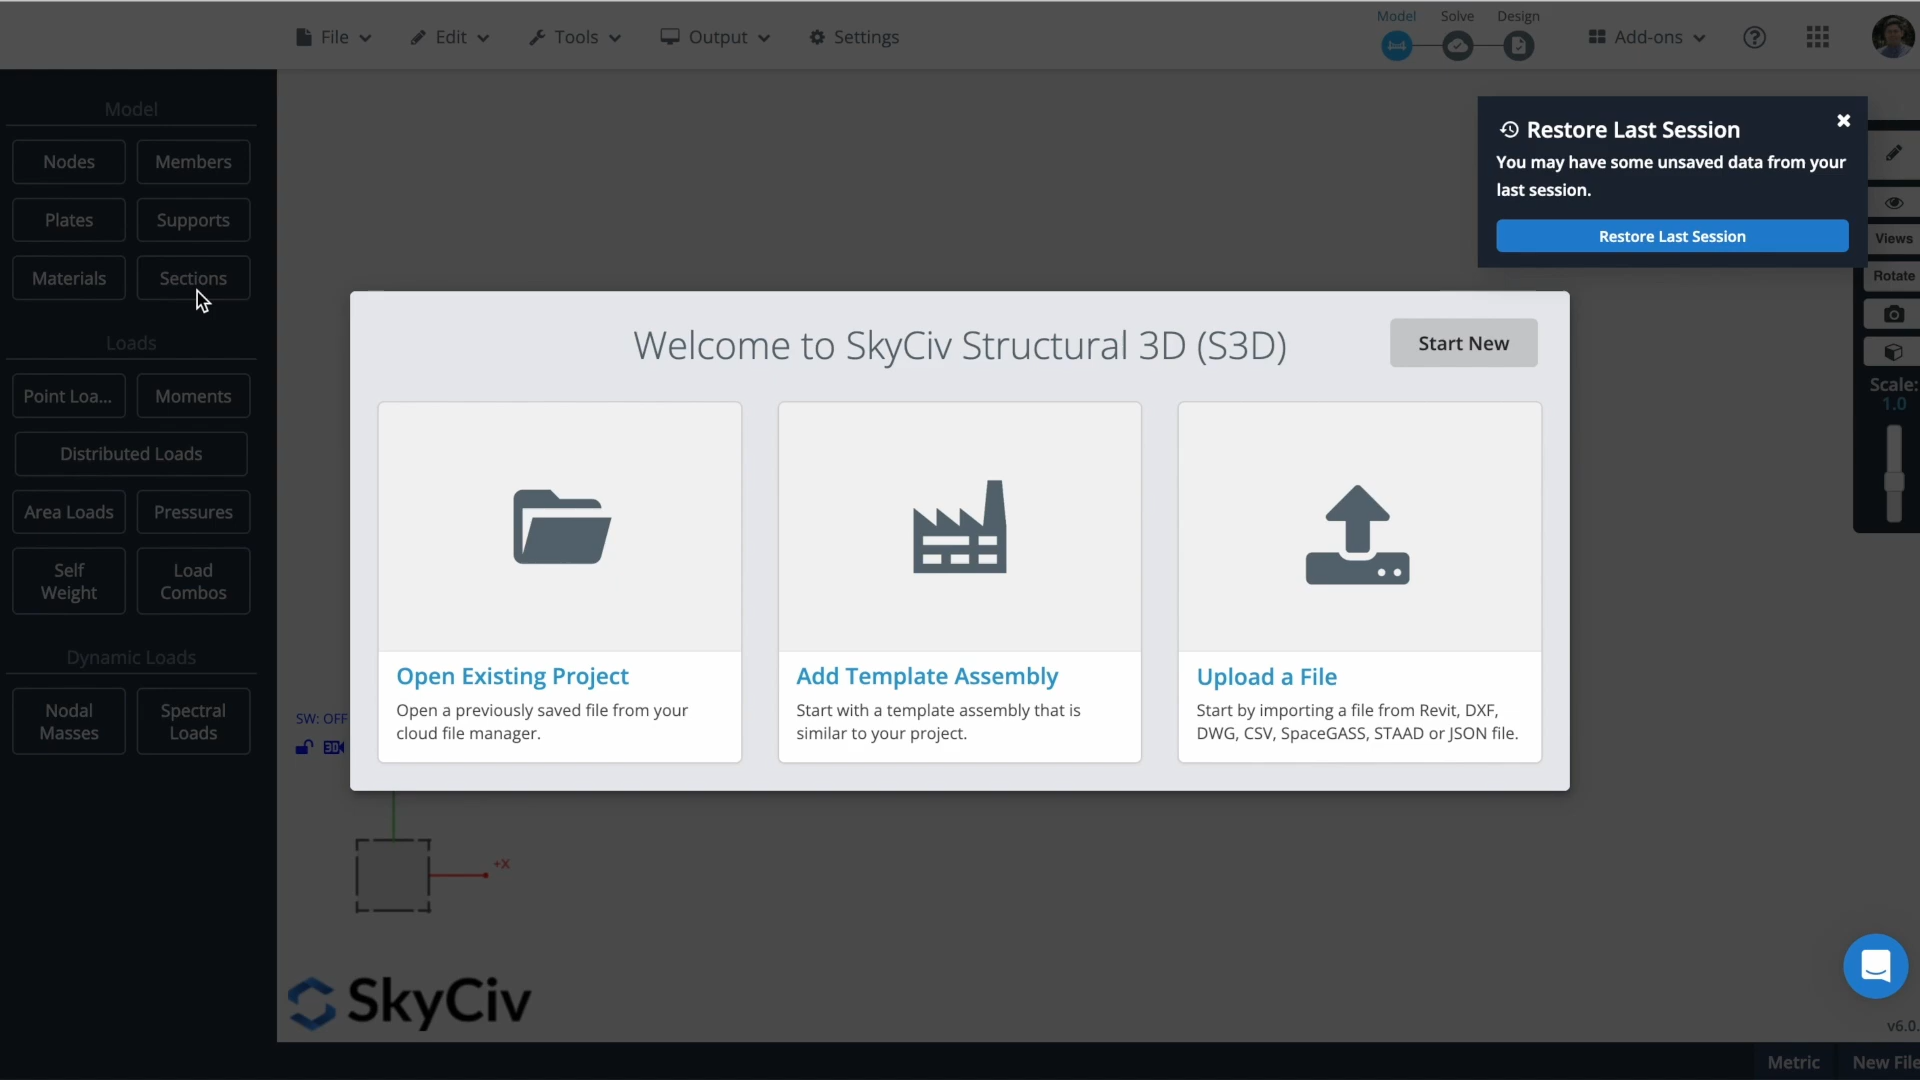 File
Edit
Tools
Output
Settings
Model
Solve
Design
Add-ons
Model
Nodes
Members
Plates
Supports
Materials
Sections
Loads
Point Loa...
Moments
Distributed Loads
Area Loads
Pressures
Self
Weight
Load
Combos
Dynamic Loads
Nodal
Masses
Spectral
Loads
Restore Last Session
You may have some unsaved data from your
last session.
Restore Last Session
Views
Rotate
Scale:
1.0
Welcome to SkyCiv Structural 3D (S3D)
Start New
Open Existing Project
Open a previously saved file from your
cloud file manager.
Add Template Assembly
Start with a template assembly that is
similar to your project.
Upload a File
Start by importing a file from Revit, DXF,
DWG, CSV, SpaceGASS, STAAD or JSON file.
SW: OFF
3D
+X
SkyCiv
v6.0.
Metric
New File